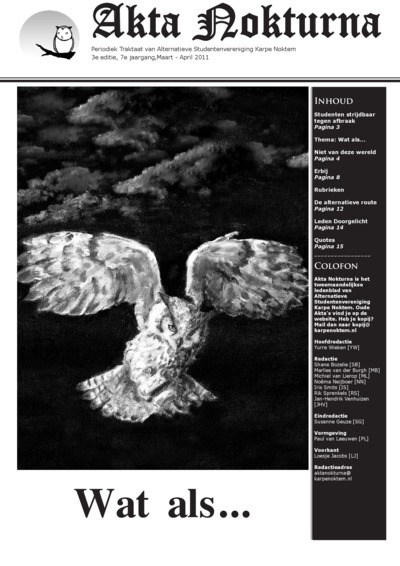 Akta Nokturna
Periodiek Traktaat van Alternatieve Studentenvereniging Karpe Noktem
3e editie, 7e jaargang,Maart - April 2011
Inhoud
Studenten strijdbaar
tegen afbraak
Pagina 3
Thema: Wat als...
Niet van deze wereld
Pagina 4
Erbij
Pagina 8
Rubrieken
De alternatieve route
Pagina 12
Leden Doorgelicht
Pagina 14
Quotes
Pagina 15
Colofon
Akta Nokturna is het
tweemaandelijkse
ledenblad van
Alternatieve
Studentenvereniging
Karpe Noktem. Oude
Akta's vind je op de
website. Heb je kopij?
Mail dan naar kopij@
karpenoktem.nl
Hoofdredactie
Yurre Wieken [YW]
Redactie
Shane Bozelie [SB]
Marlies van der Burgh [MB]
Michiel van Lierop [ML]
Noëma Neijboer [NN]
Iris Smits [IS]
Rik Sprenkels [RS]
Jan-Hendrik Venhuizen
[JHV]
Eindredactie
Susanne Geuze [SG]
Vormgeving
Paul van Leeuwen [PL]
Voorkant
Loesje Jacobs [LJ]
Redactieadres
aktanokturna@
karpenoktem.nl
Wat als...